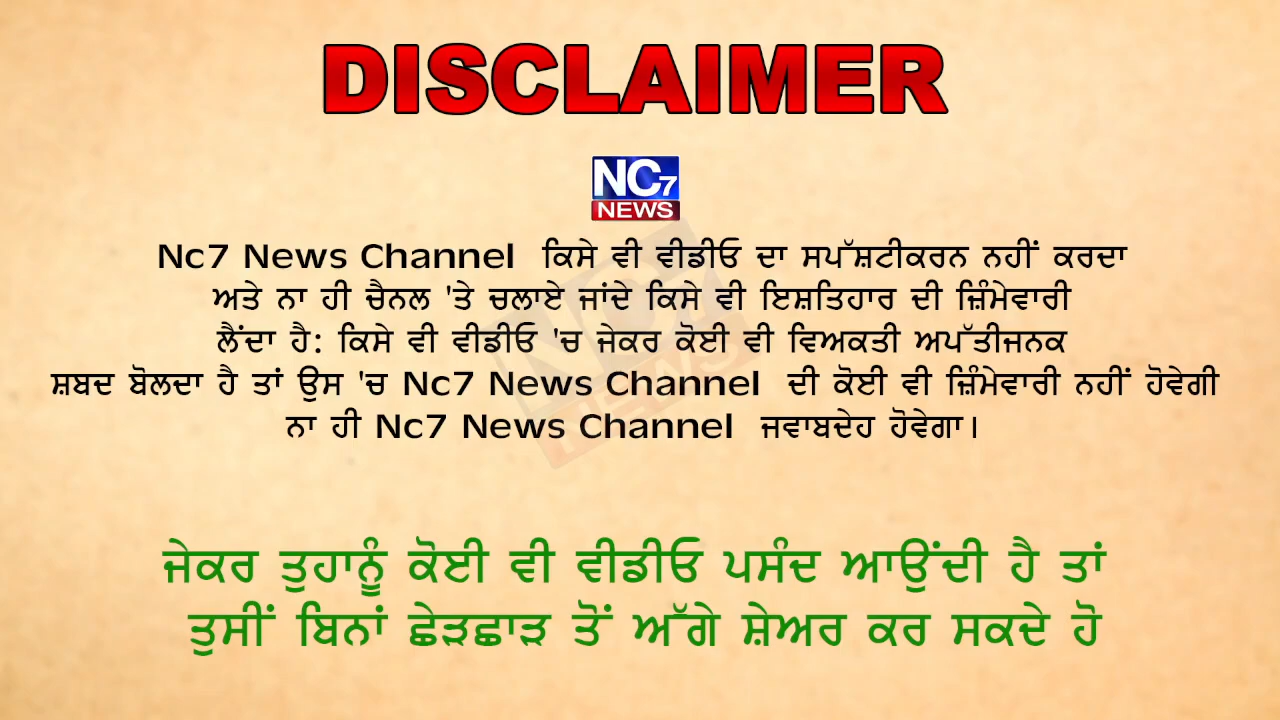 DISCLAIMER
NC7
NEWS
Nc7 News Channel ਕਿਸੇ ਵੀ ਵੀਡੀਓ ਦਾ ਸਪੱਸ਼ਟੀਕਰਨ ਨਹੀਂ ਕਰਦਾ
ਅਤੇ ਨਾ ਹੀ ਚੈਨਲ 'ਤੇ ਚਲਾਏ ਜਾਂਦੇ ਕਿਸੇ ਵੀ ਇਸ਼ਤਿਹਾਰ ਦੀ ਜ਼ਿੰਮੇਵਾਰੀ
ਲੈਂਦਾ ਹੈ: ਕਿਸੇ ਵੀ ਵੀਡੀਓ 'ਚ ਜੇਕਰ ਕੋਈ ਵੀ ਵਿਅਕਤੀ ਅਪੱਤੀਜਨਕ
ਸ਼ਬਦ ਬੋਲਦਾ ਹੈ ਤਾਂ ਉਸ 'ਚ Nc7 News Channel ਦੀ ਕੋਈ ਵੀ ਜ਼ਿੰਮੇਵਾਰੀ ਨਹੀਂ ਹੋਵੇਗੀ
ਨਾ ਹੀ Nc7 News Channel ਜਵਾਬਦੇਹ ਹੋਵੇਗਾ।
ਜੇਕਰ ਤੁਹਾਨੂੰ ਕੋਈ ਵੀ ਵੀਡੀਓ ਪਸੰਦ ਆਉਂਦੀ ਹੈ ਤਾਂ
ਤੁਸੀਂ ਬਿਨਾਂ ਛੇੜਛਾੜ ਤੋਂ ਅੱਗੇ ਸ਼ੇਅਰ ਕਰ ਸਕਦੇ ਹੋ